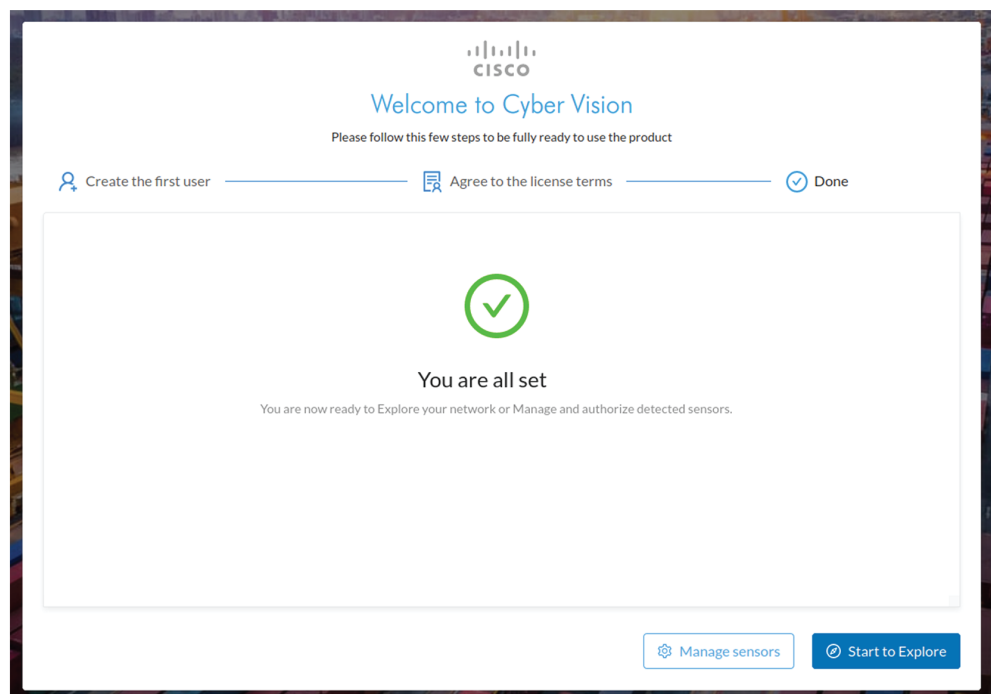 CISCO
Welcome to Cyber Vision
Please follow this few steps to be fully ready to use the product
Create the first user
Agree to the license terms
Done
You are all set
You are now ready to Explore your network or Manage and authorize detected sensors.
Manage sensors
Start to Explore